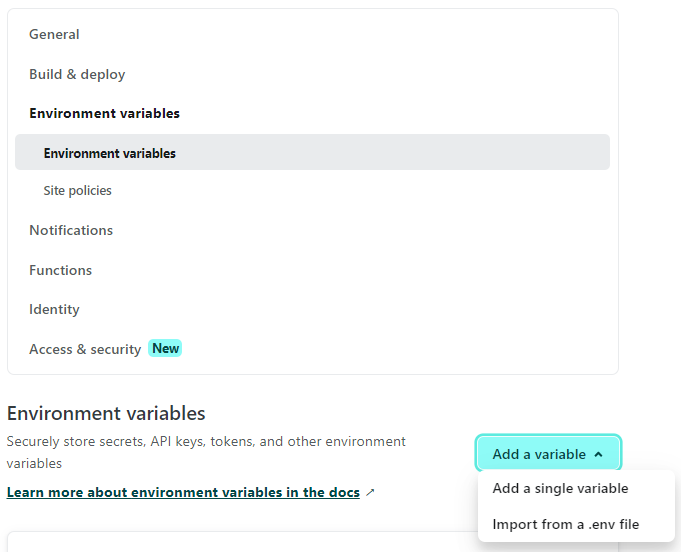 General
Build & deploy
Environment variables
Environment variables
Site policies
Notifications
Functions
Identity
Access & security New
Environment variables
Securely store secrets, API keys, tokens, and other environment
variables
Learn more about environment variables in the docs
Add a variable
Add a single variable
Import from a .env file